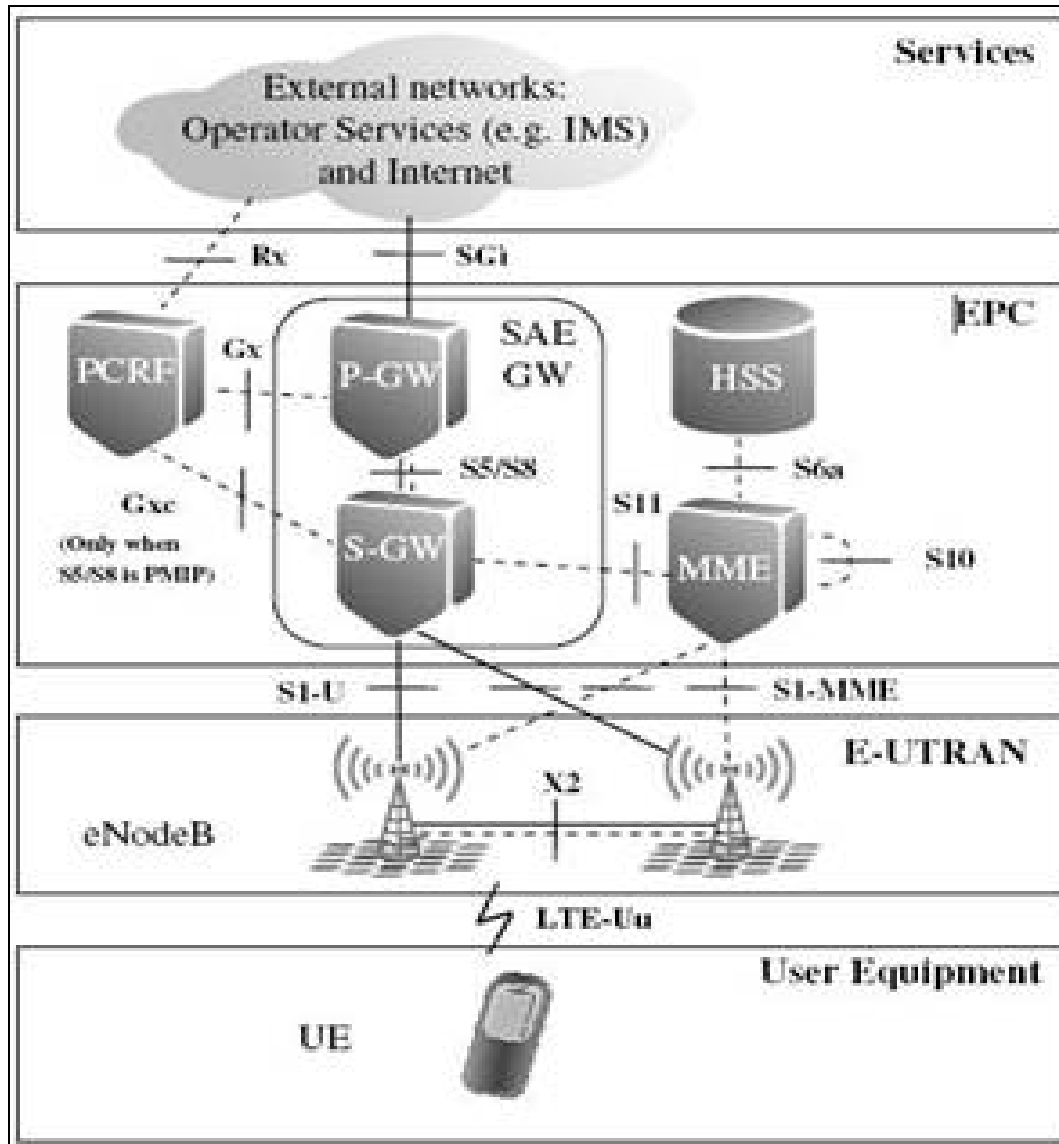 Services
External networks:
Operator Services (e.g. IMS)
and Internet
Rx
SGi
EPC
SAE
GW
PCRF
Gx
P-GW
HSS
S5/S8
S6a
Gxc
S11
(Only when
S5/S8 is PMIP)
S-GW
MME
S10
S1-U
S1-MME
E-UTRAN
X2
eNodeB
LTE-Uu
User Equipment
UE